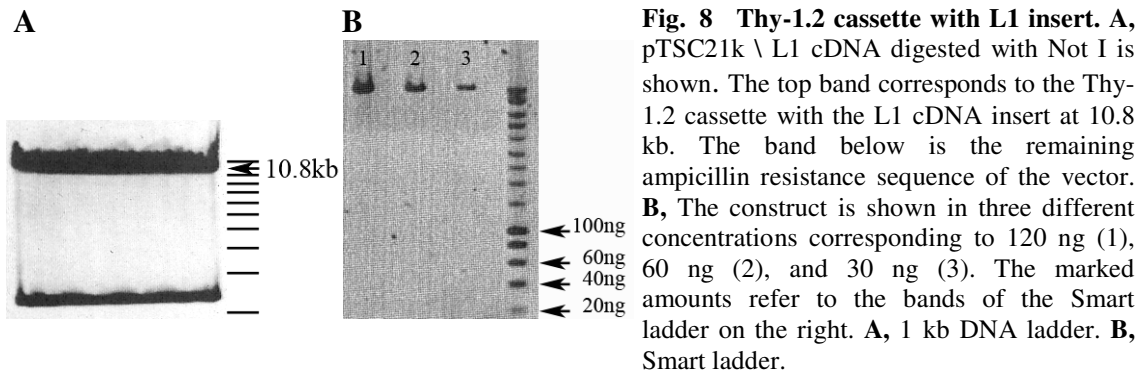 A
10.8kb
B
1 2 3
100ng
60ng
40ng
20ng
Fig. 8 Thy-1.2 cassette with L1 insert. A,
pTSC21k \ L1 cDNA digested with Not I is
shown. The top band corresponds to the Thy-
1.2 cassette with the L1 cDNA insert at 10.8
kb. The band below is the remaining
ampicillin resistance sequence of the vector.
B, The construct is shown in three different
concentrations corresponding to 120 ng (1),
60 ng (2), and 30 ng (3). The marked
amounts refer to the bands of the Smart
ladder on the right. A, 1 kb DNA ladder. B,
Smart ladder.